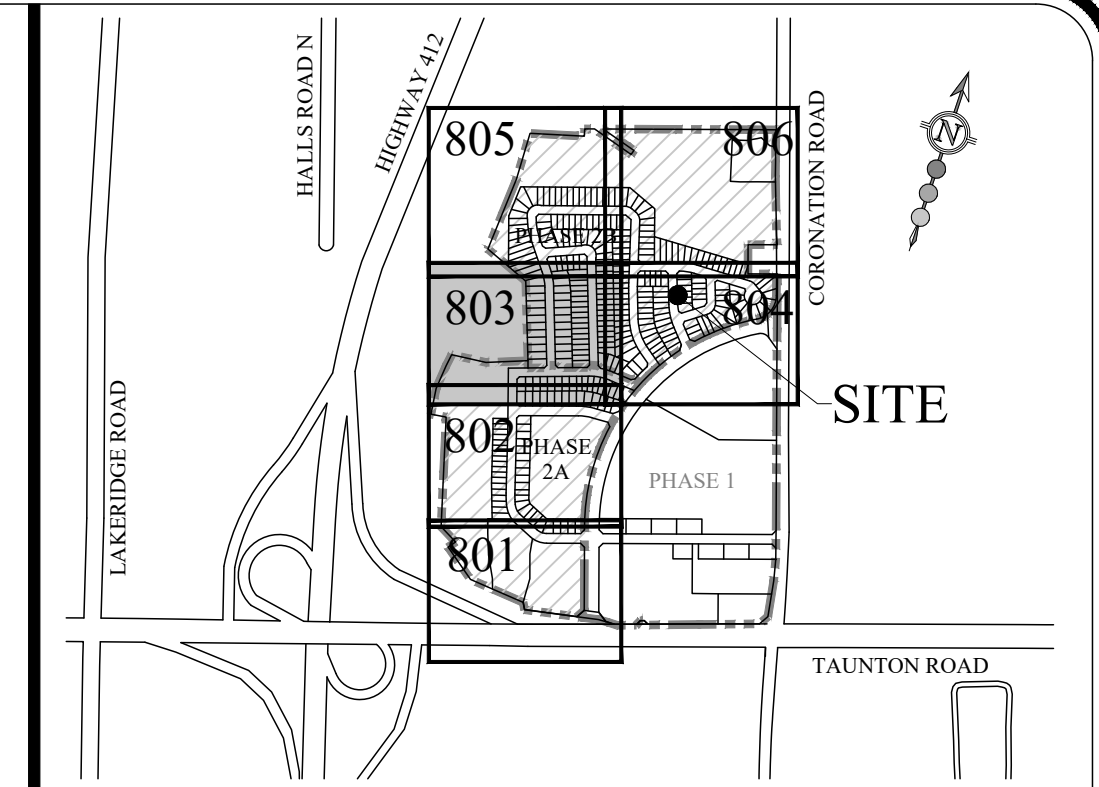 HALLS ROAD N
HIGHWAY 412
805
806
CORONATION ROAD
N
PHASE 2B
803
804
SITE
LAKERIDGE ROAD
802
PHASE
2A
PHASE 1
801
TAUNTON ROAD